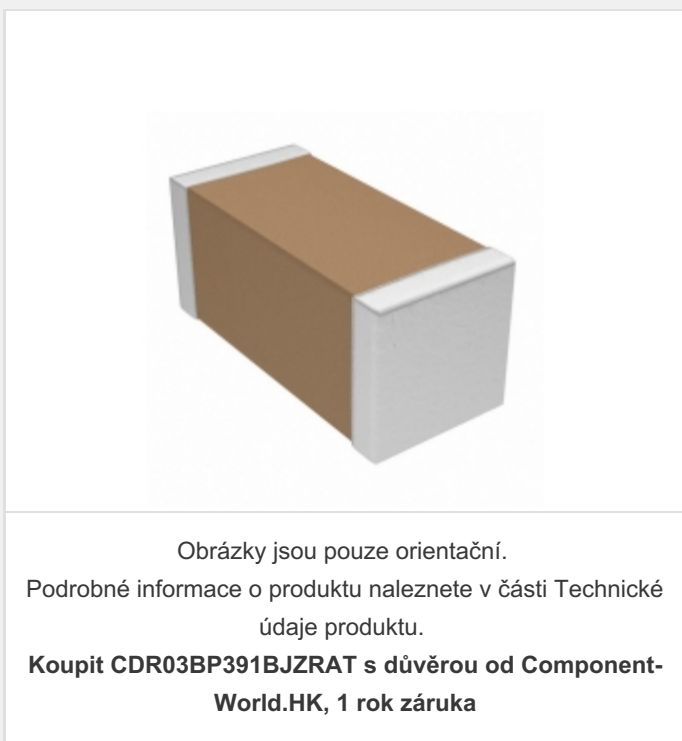 Obrázky jsou pouze orientační.
Podrobné informace o produktu naleznete v části Technické
údaje produktu.
Koupit CDR03BP391BJZRAT s důvěrou od Component-
World.HK, 1 rok záruka